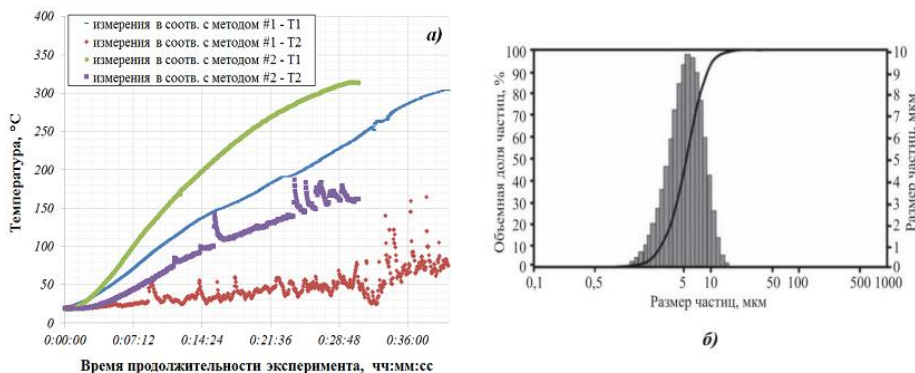 400
350
300
250
200
150
100
50
0
Температура, °C
измерения в соотв. с методом #1 - T1
измерения в соотв. с методом #1 - T2
измерения в соотв. с методом #2 - T1
измерения в соотв. с методом #2 - T2
а)
0:00:00 0:07:12 0:14:24 0:21:36 0:28:48 0:36:00
Время продолжительности эксперимента, чч:мм:сс
100
90
80
70
60
50
40
30
20
10
0
Объемная доля частиц, %
10
9
8
7
6
5
4
3
2
1
0
Размер частиц, мкм
0,1 0,5 5 10 50 100 500 1000
Размер частиц, мкм
б)